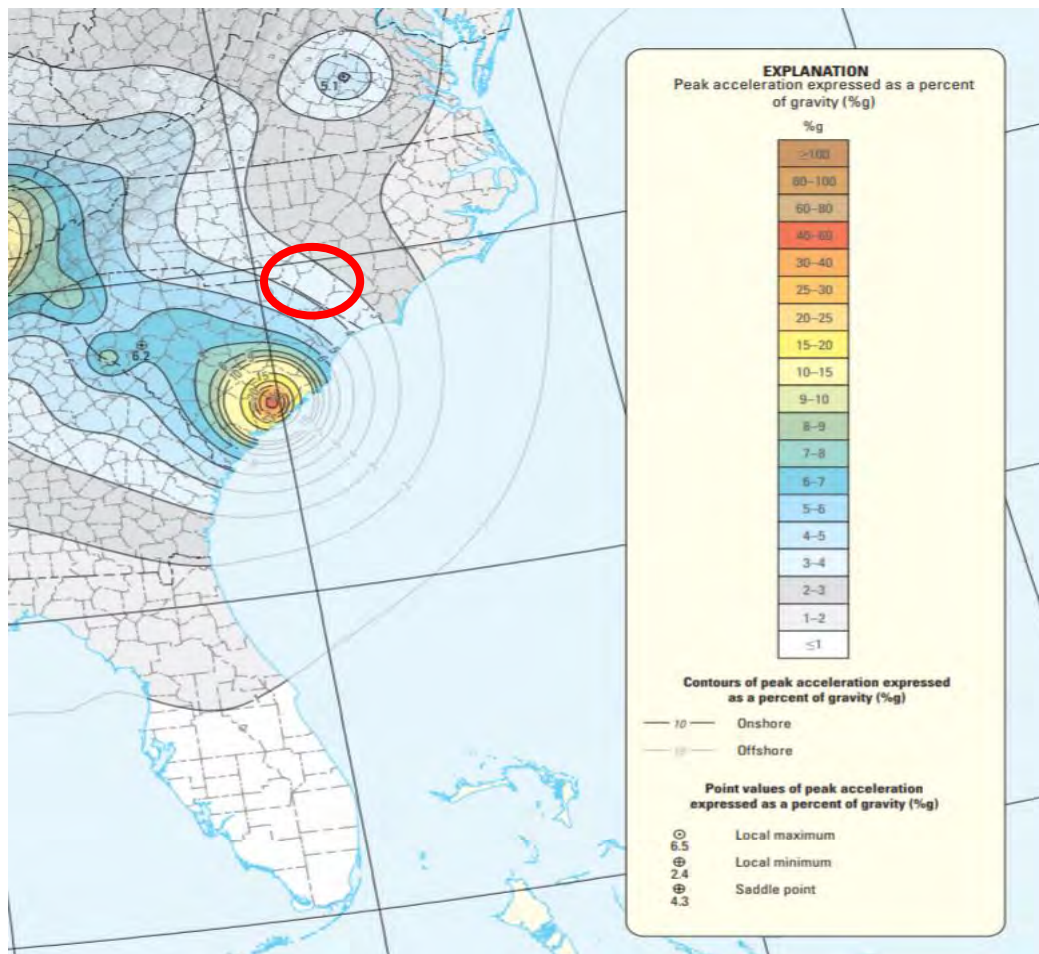 5.1
6.2
EXPLANATION
Peak acceleration expressed as a percent
of gravity (%g)
%g
≥100
80–100
60–80
40–60
30–40
25–30
20–25
15–20
10–15
9–10
8–9
7–8
6–7
5–6
4–5
3–4
2–3
1–2
≤1
Contours of peak acceleration expressed
as a percent of gravity (%g)
10 Onshore
10 Offshore
Point values of peak acceleration
expressed as a percent of gravity (%g)
Local maximum
6.5
Local minimum
2.4
Saddle point
4.3